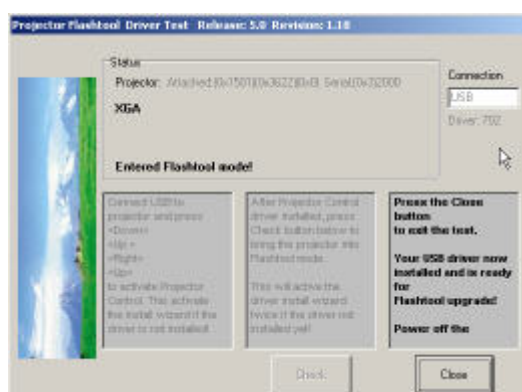 Projector Flashtool Driver Test Release: 5.0 Revision: 1.18
Status
Projector: Attached
XGA
Entered Flashtool mode!
Connection
USB
Driver: 792
Connect USB to
projector and press
<Down>
<Up>
<Right>
<Up>
to activate Projector
Control. This activate
the install wizard if the
driver is not installed!
After Projector Control
driver installed, press
Check button below to
bring the projector into
Flashtool mode.
This will active the
driver install wizard
twice if the driver not
installed yet!
Press the Close
button
to exit the test.
Your USB driver now
installed and is ready
for
Flashtool upgrade!
Power off the
Check
Close